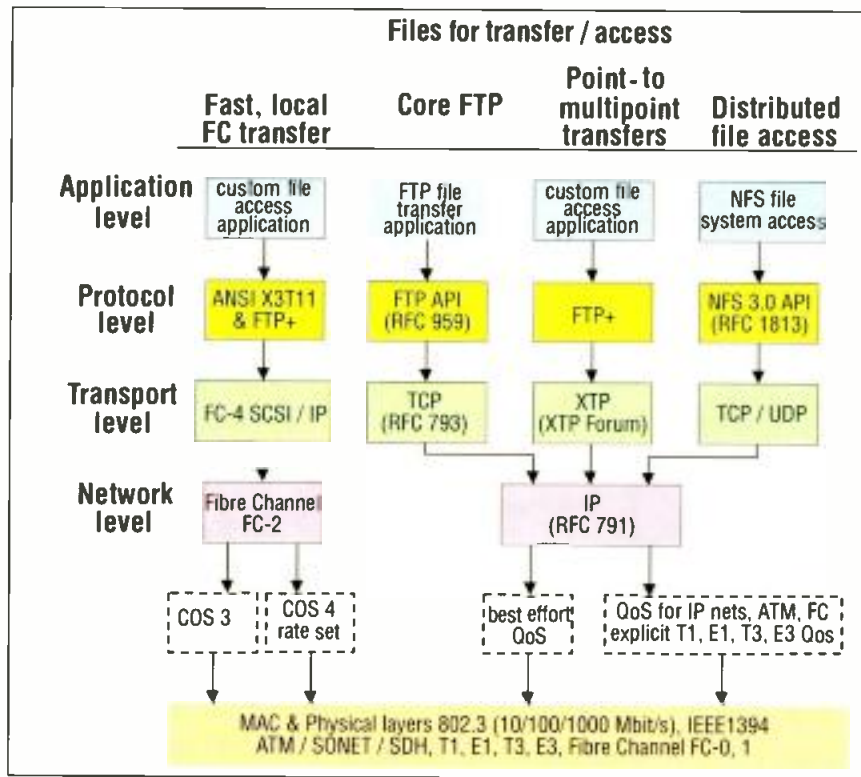 Files for transfer / access
Fast, local
FC transfer
Core FTP
Point-to
multipoint
transfers
Distributed
file access
Application
level
custom file
access
application
FTP file
transfer
application
custom file
access
application
NFS file
system access
Protocol
level
ANSI X3T11
& FTP+
FTP API
(RFC 959)
FTP+
NFS 3.0 API
(RFC 1813)
Transport
level
FC-4 SCSI / IP
TCP
(RFC 793)
XTP
(XTP Forum)
TCP / UDP
Network
level
Fibre Channel
FC-2
IP
(RFC 791)
COS 3
COS 4
rate set
best effort
QoS
QoS for IP nets, ATM, FC
explicit T1, E1, T3, E3 Qos
MAC & Physical layers 802.3 (10/100/1000 Mbit/s), IEEE1394
ATM / SONET / SDH, T1, E1, T3, E3, Fibre Channel FC-0, 1